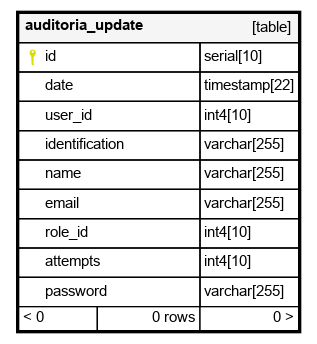 auditoria_update [table]
id serial[10]
date timestamp[22]
user_id int4[10]
identification varchar[255]
name varchar[255]
email varchar[255]
role_id int4[10]
attempts int4[10]
password varchar[255]
< 0 0 rows 0 >